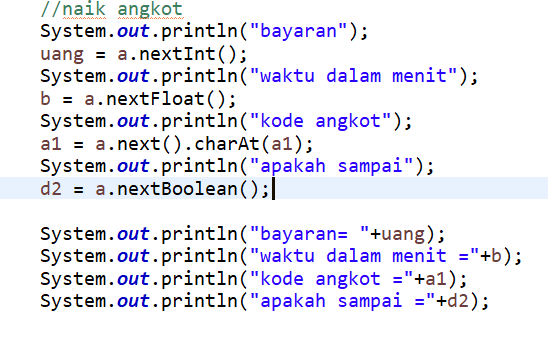 //naik angkot
System.out.println("bayaran");
uang = a.nextInt();
System.out.println("waktu dalam menit");
b = a.nextFloat();
System.out.println("kode angkot");
a1 = a.next().charAt(a1);
System.out.println("apakah sampai");
d2 = a.nextBoolean();
System.out.println("bayaran= "+uang);
System.out.println("waktu dalam menit ="+b);
System.out.println("kode angkot ="+a1);
System.out.println("apakah sampai ="+d2);